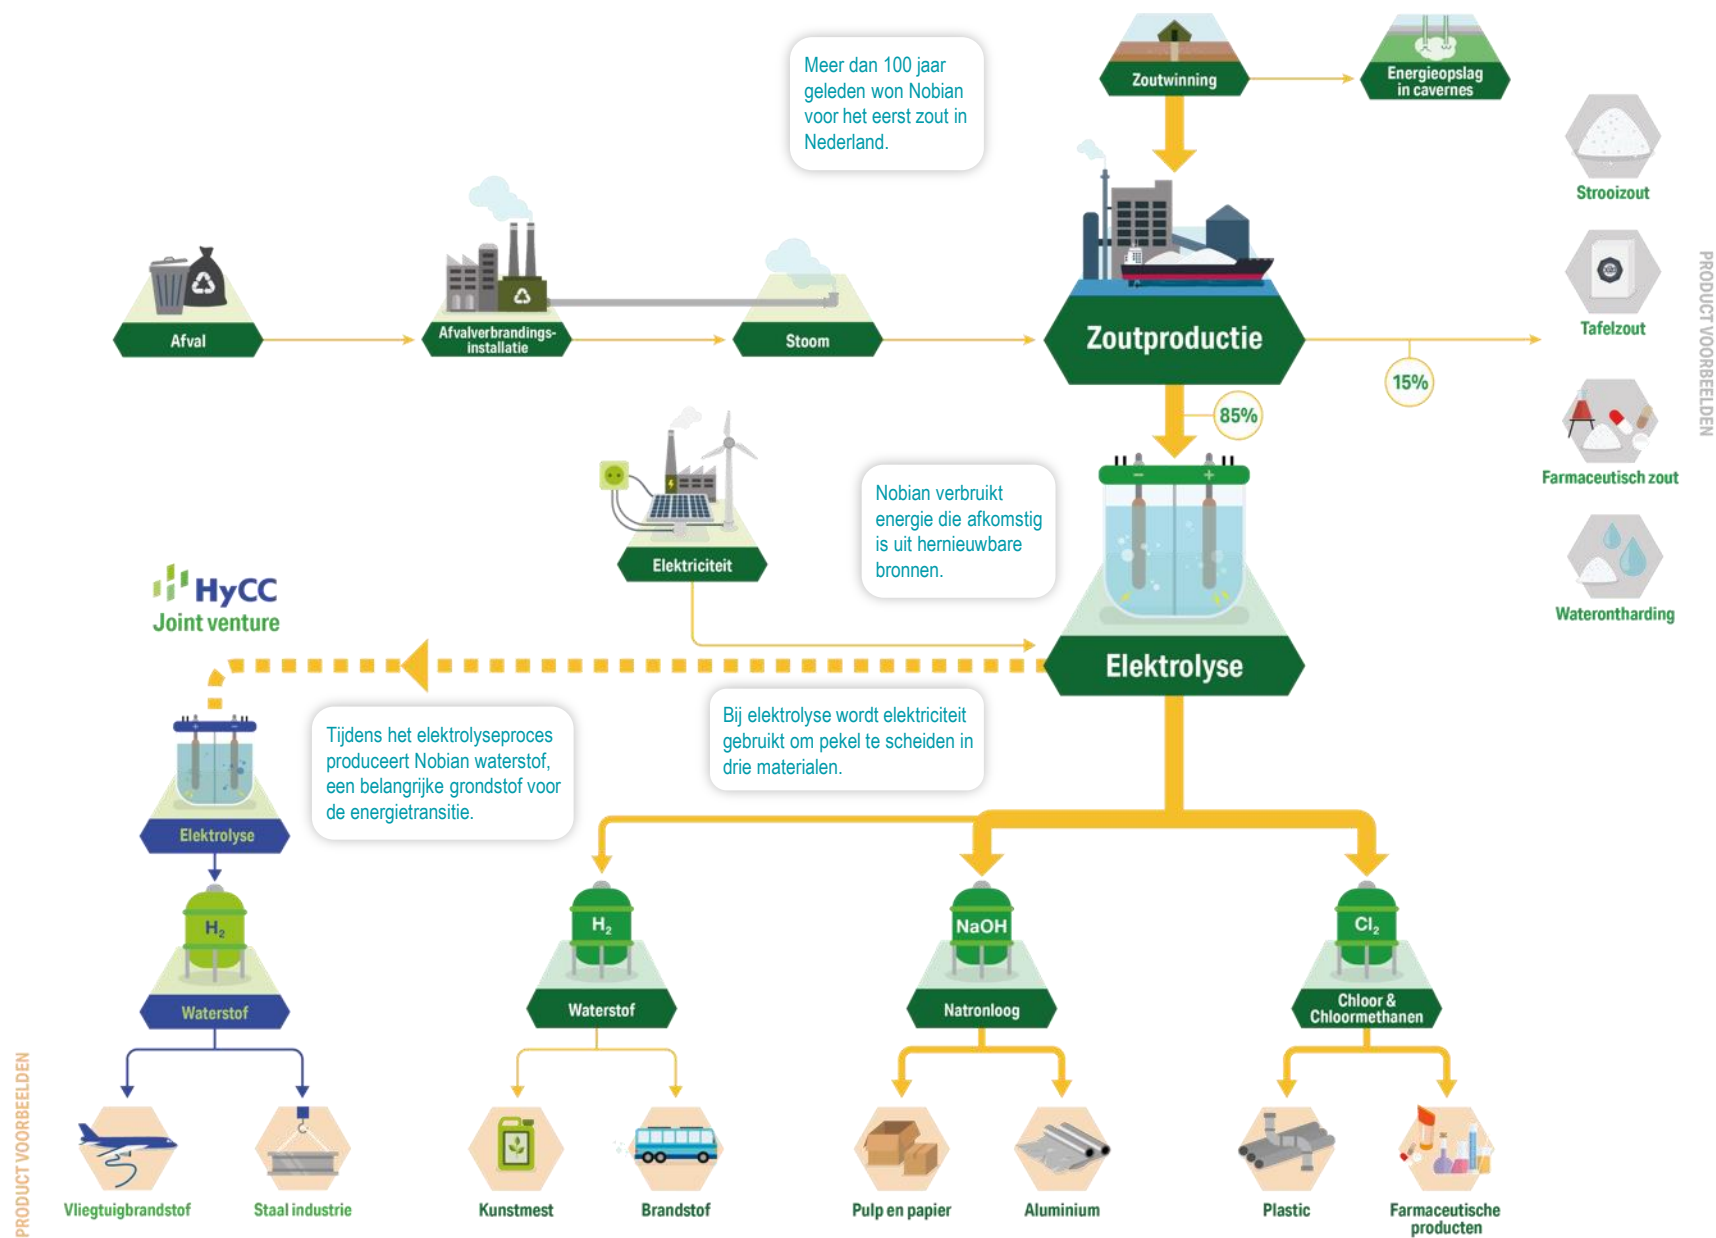 Meer dan 100 jaar
geleden won Nobian
voor het eerst zout in
Nederland.
Zoutwinning
Energieopslag
in cavernes
Strooizout
Tafelzout
Farmaceutisch zout
Waterontharding
PRODUCT VOORBEELDEN
Afval
Afvalverbrandings-
installatie
Stoom
Zoutproductie
15%
85%
Elektriciteit
Nobian verbruikt
energie die afkomstig
is uit hernieuwbare
bronnen.
- +
Elektrolyse
HyCC
Joint venture
Tijdens het elektrolyseproces
produceert Nobian waterstof,
een belangrijke grondstof voor
de energietransitie.
Bij elektrolyse wordt elektriciteit
gebruikt om pekel te scheiden in
drie materialen.
+ -
Elektrolyse
H₂
Waterstof
H₂
Waterstof
NaOH
Natronloog
Cl₂
Chloor &
Chloormethanen
PRODUCT VOORBEELDEN
Vliegtuigbrandstof
Staal industrie
Kunstmest
Brandstof
Pulp en papier
Aluminium
Plastic
Farmaceutische
producten